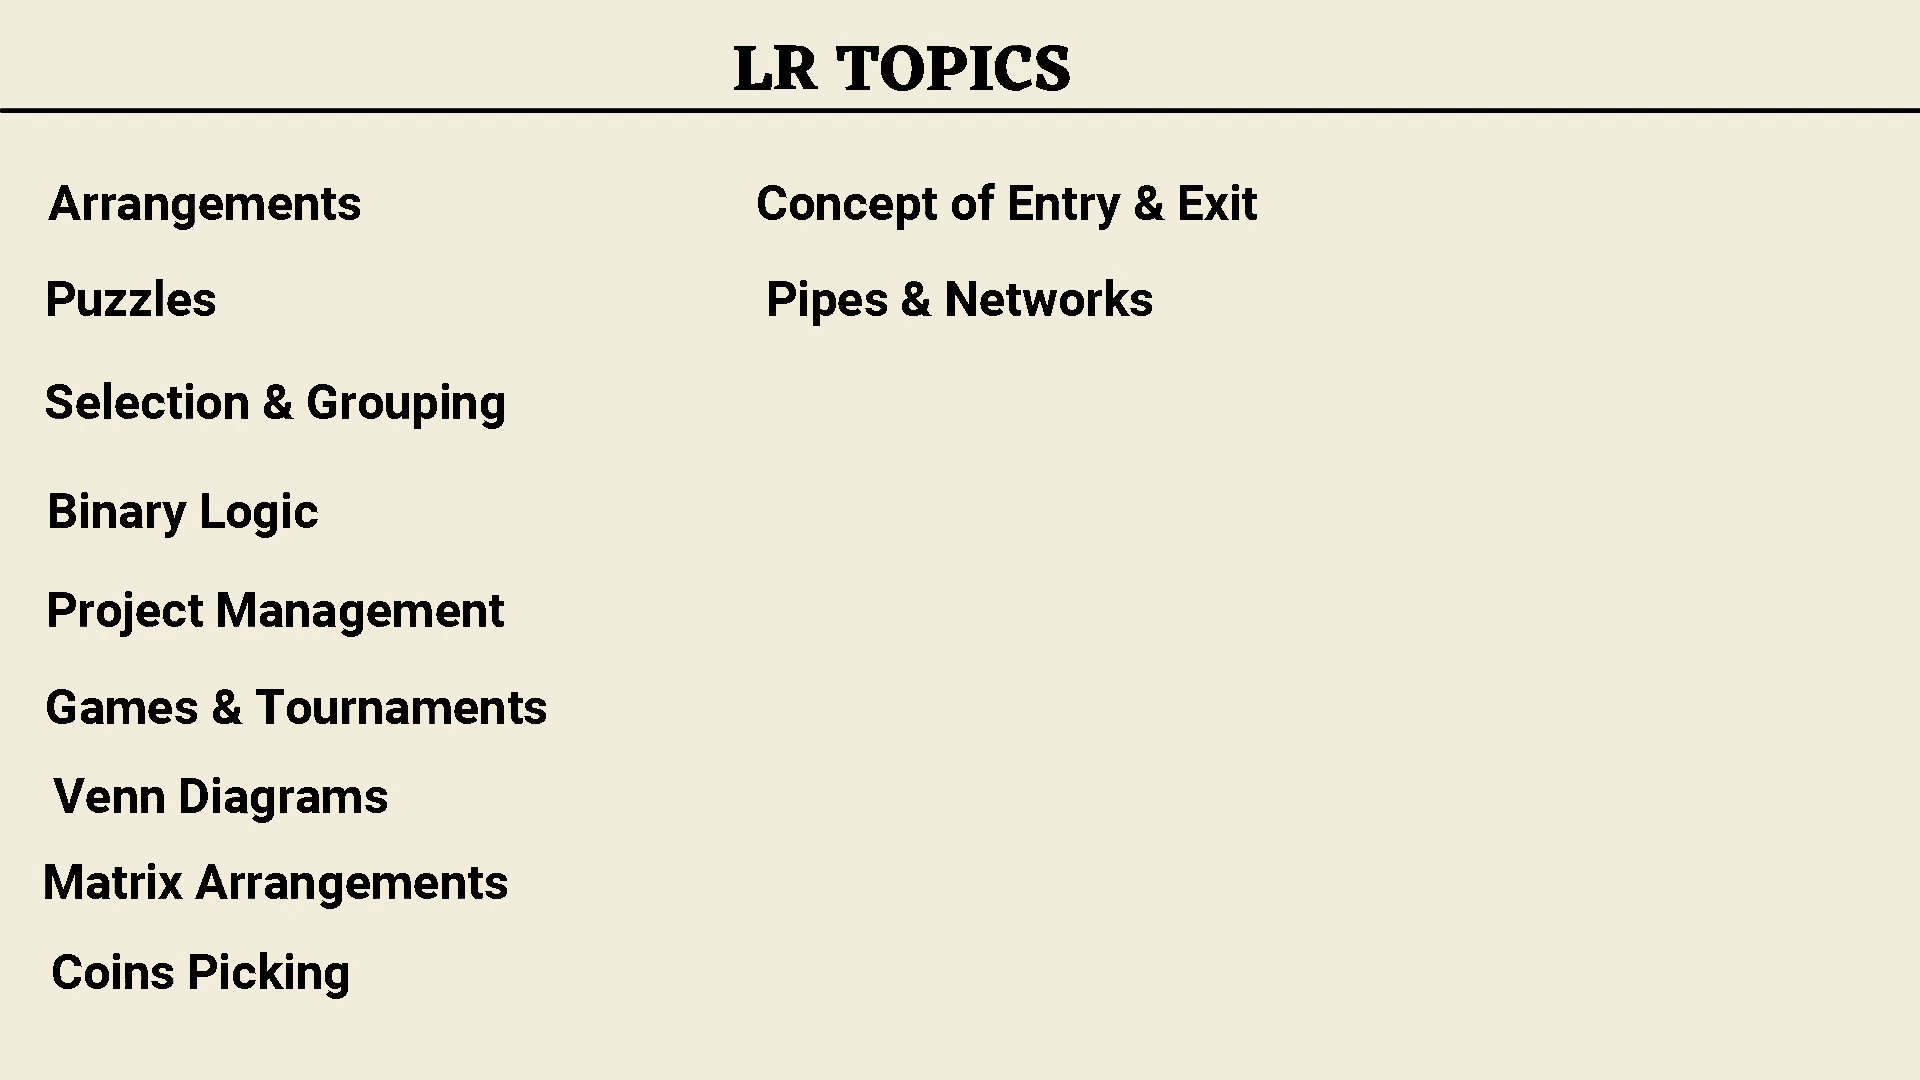 LR TOPICS
Arrangements
Puzzles
Selection & Grouping
Binary Logic
Project Management
Games & Tournaments
Venn Diagrams
Matrix Arrangements
Coins Picking
Concept of Entry & Exit
Pipes & Networks